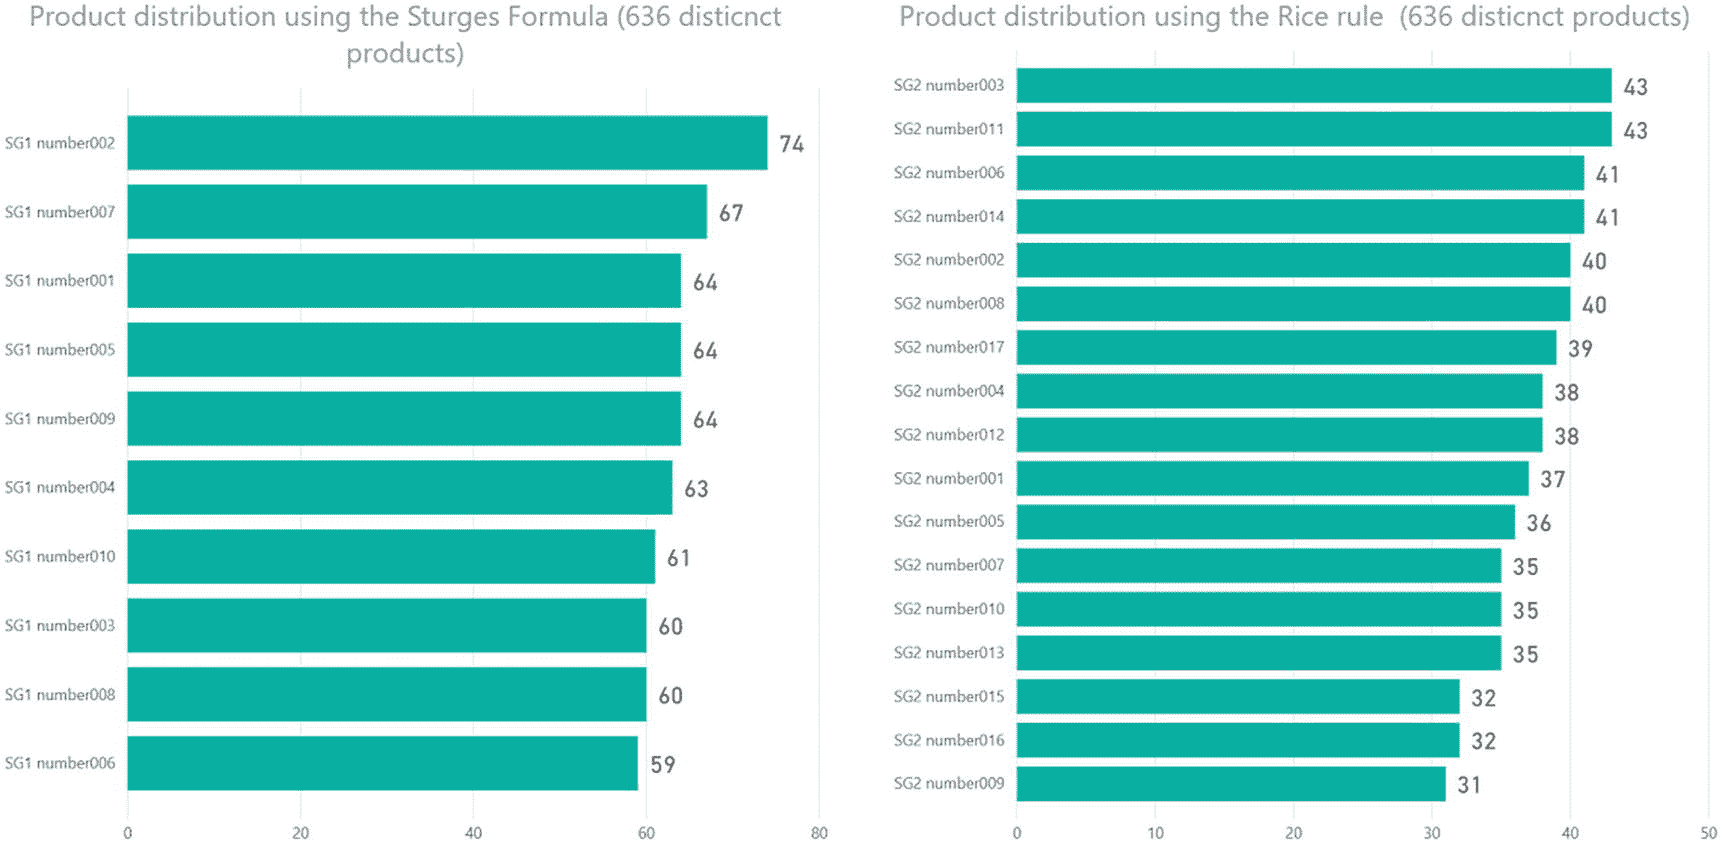 Product distribution using the Sturges Formula (636 disticnct
products)
SG1 number002 74
SG1 number007 67
SG1 number001 64
SG1 number005 64
SG1 number009 64
SG1 number004 63
SG1 number010 61
SG1 number003 60
SG1 number008 60
SG1 number006 59
0 20 40 60 80
Product distribution using the Rice rule (636 disticnct products)
SG2 number003 43
SG2 number011 43
SG2 number006 41
SG2 number014 41
SG2 number002 40
SG2 number008 40
SG2 number017 39
SG2 number004 38
SG2 number012 38
SG2 number001 37
SG2 number005 36
SG2 number007 35
SG2 number010 35
SG2 number013 35
SG2 number015 32
SG2 number016 32
SG2 number009 31
0 10 20 30 40 50